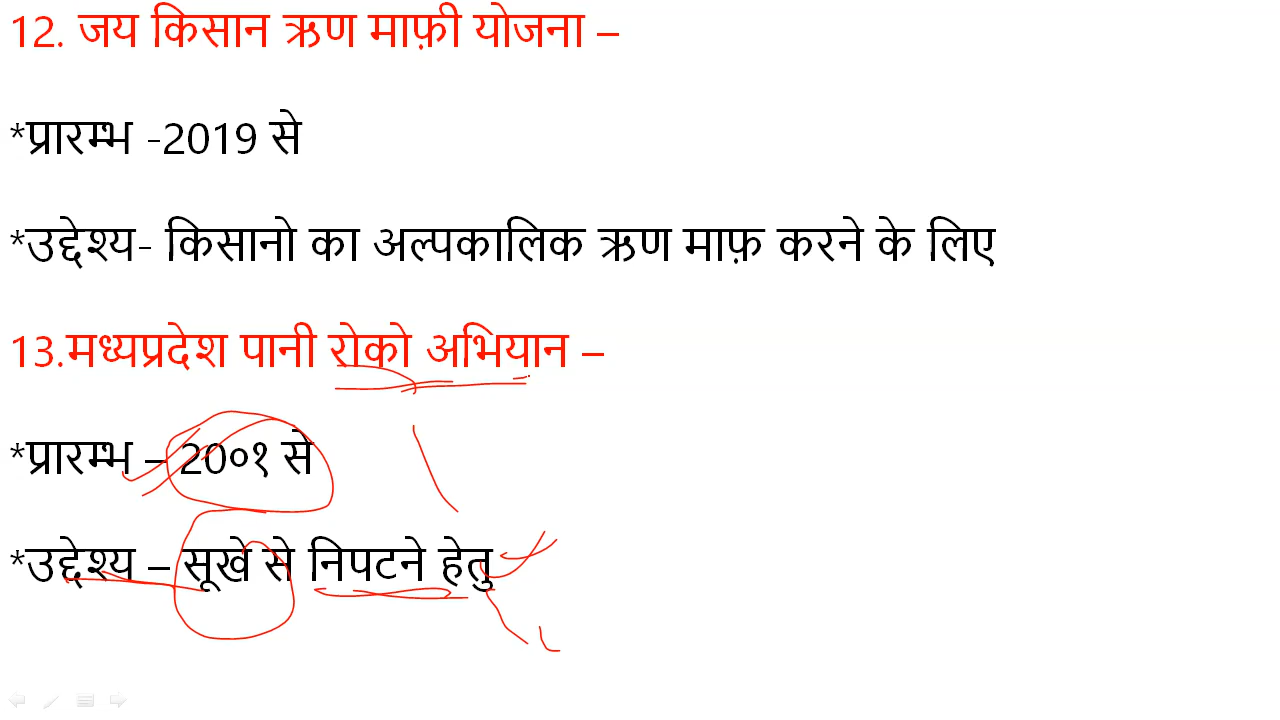 12. जय किसान ऋण माफ़ी योजना –
*प्रारम्भ -2019 से
*उद्देश्य- किसानो का अल्पकालिक ऋण माफ़ करने के लिए
13.मध्यप्रदेश पानी रोको अभियान –
*प्रारम्भ – 20०१ से
*उद्देश्य – सूखे से निपटने हेतु